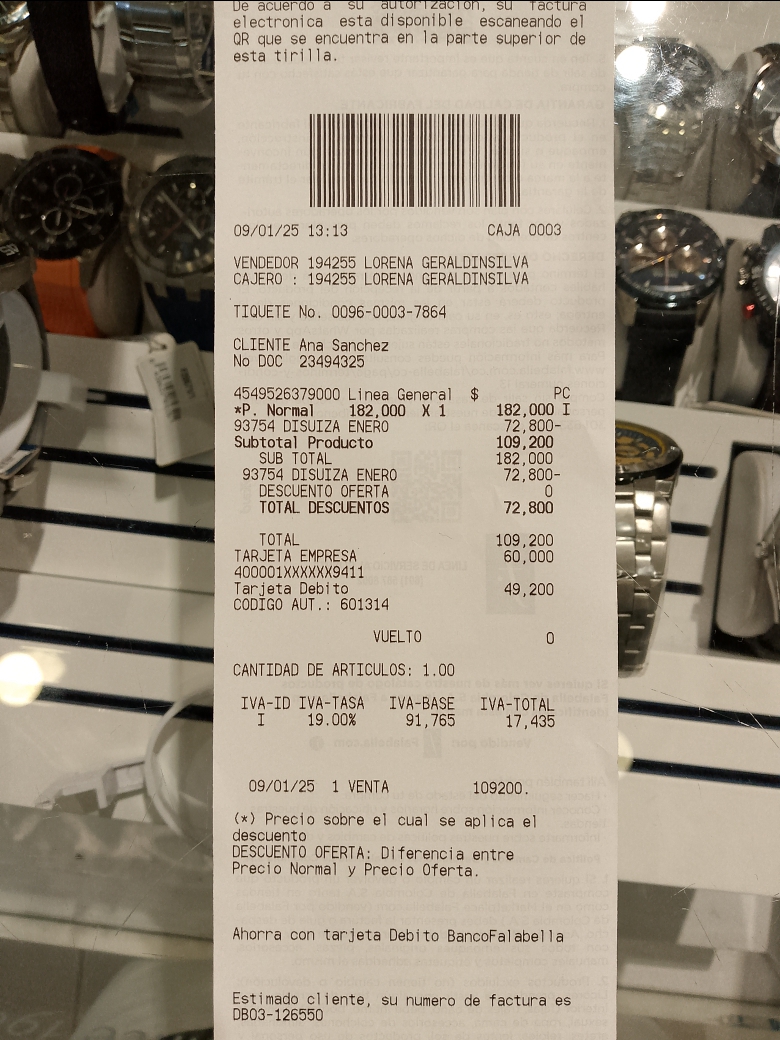 De acuerdo a su autorización, su factura
electronica esta disponible escaneando el
QR que se encuentra en la parte superior de
esta tirilla.
09/01/25 13:13 CAJA 0003
VENDEDOR 194255 LORENA GERALDINSILVA
CAJERO : 194255 LORENA GERALDINSILVA
TIQUETE No. 0096-0003-7864
CLIENTE Ana Sanchez
No DOC 23494325
4549526379000 Linea General $ PC
*P. Normal 182,000 X 1 182,000 I
93754 DISUIZA ENERO 72,800-
Subtotal Producto 109,200
SUB TOTAL 182,000
93754 DISUIZA ENERO 72,800-
DESCUENTO OFERTA 0
TOTAL DESCUENTOS 72,800
TOTAL 109,200
TARJETA EMPRESA 60,000
400001XXXXXX9411
Tarjeta Debito 49,200
CODIGO AUT.: 601314
VUELTO 0
CANTIDAD DE ARTICULOS: 1.00
IVA-ID IVA-TASA IVA-BASE IVA-TOTAL
I 19.00% 91,765 17,435
09/01/25 1 VENTA 109200.
(*) Precio sobre el cual se aplica el
descuento
DESCUENTO OFERTA: Diferencia entre
Precio Normal y Precio Oferta.
Ahorra con tarjeta Debito BancoFalabella
Estimado cliente, su numero de factura es
DB03-126550